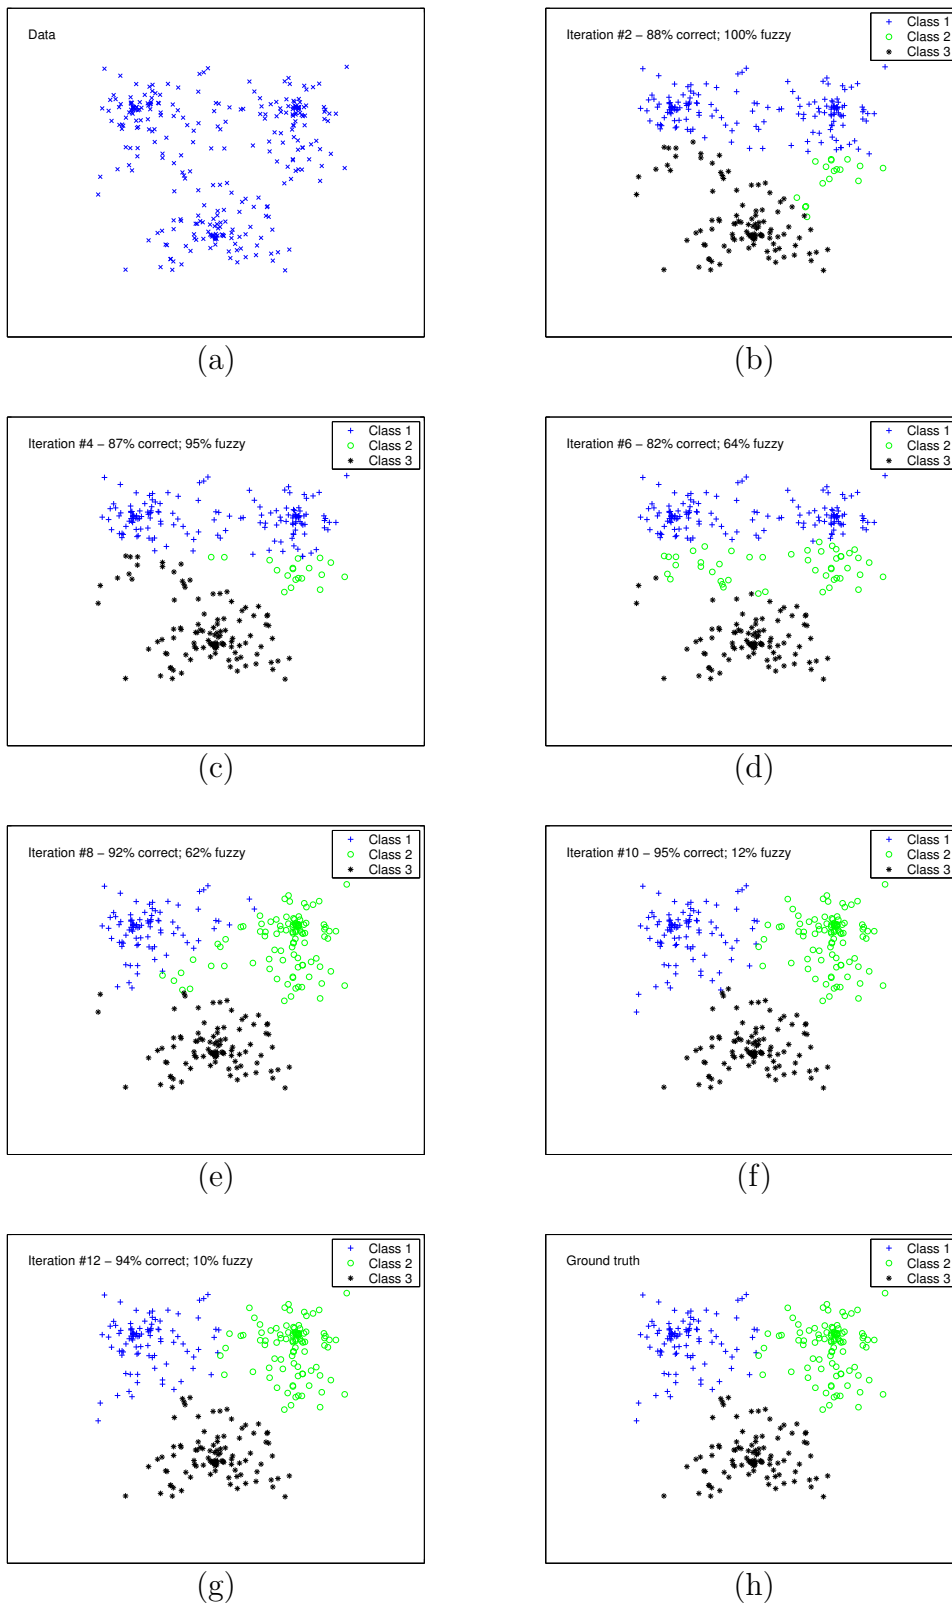 Data
(a)
Iteration #2 – 88% correct; 100% fuzzy
Class 1
Class 2
Class 3
(b)
Iteration #4 – 87% correct; 95% fuzzy
Class 1
Class 2
Class 3
(c)
Iteration #6 – 82% correct; 64% fuzzy
Class 1
Class 2
Class 3
(d)
Iteration #8 – 92% correct; 62% fuzzy
Class 1
Class 2
Class 3
(e)
Iteration #10 – 95% correct; 12% fuzzy
Class 1
Class 2
Class 3
(f)
Iteration #12 – 94% correct; 10% fuzzy
Class 1
Class 2
Class 3
(g)
Ground truth
Class 1
Class 2
Class 3
(h)